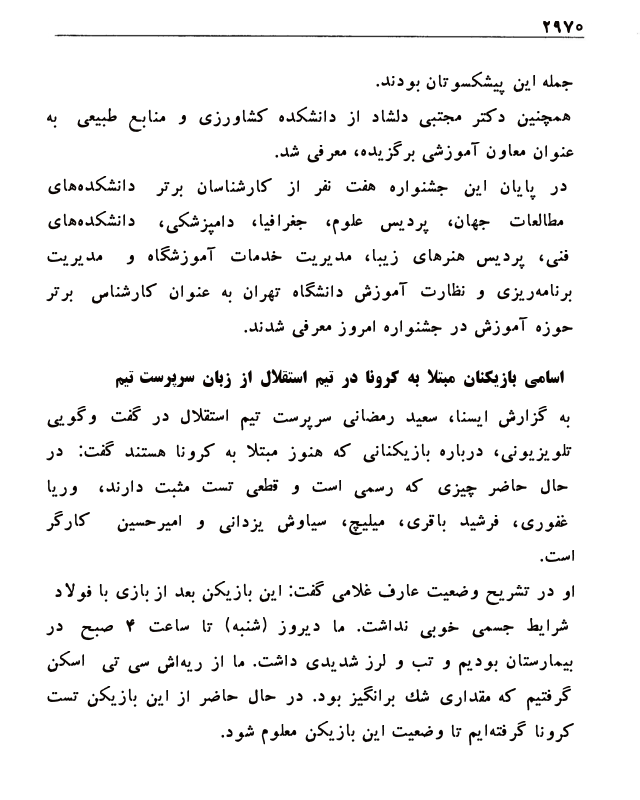 ۲۹۷۰
جمله این پیشکسوتان بودند.
همچنین دکتر مجتبی دلشاد از دانشکده کشاورزی و منابع طبیعی به
عنوان معاون آموزشی برگزیده، معرفی شد.
در پایان این جشنواره هفت نفر از کارشناسان برتر دانشکده‌های
مطالعات جهان، پردیس علوم، جغرافیا، دامپزشکی، دانشکده‌های
فنی، پردیس هنرهای زیبا، مدیریت خدمات آموزشگاه و مدیریت
برنامه‌ریزی و نظارت آموزش دانشگاه تهران به عنوان کارشناس برتر
حوزه آموزش در جشنواره امروز معرفی شدند.
اسامی بازیکنان مبتلا به کرونا در تیم استقلال از زبان سرپرست تیم
به گزارش ایسنا، سعید رمضانی سرپرست تیم استقلال در گفت وگویی
تلویزیونی، درباره بازیکنانی که هنوز مبتلا به کرونا هستند گفت: در
حال حاضر چیزی که رسمی است و قطعی تست مثبت دارند، وریا
غفوری، فرشید باقری، میلیچ، سیاوش یزدانی و امیرحسین کارگر
است.
او در تشریح وضعیت عارف غلامی گفت: این بازیکن بعد از بازی با فولاد
شرایط جسمی خوبی نداشت. ما دیروز (شنبه) تا ساعت ۴ صبح در
بیمارستان بودیم و تب و لرز شدیدی داشت. ما از ریه‌اش سی تی اسکن
گرفتیم که مقداری شك برانگیز بود. در حال حاضر از این بازیکن تست
کرونا گرفته‌ایم تا وضعیت این بازیکن معلوم شود.